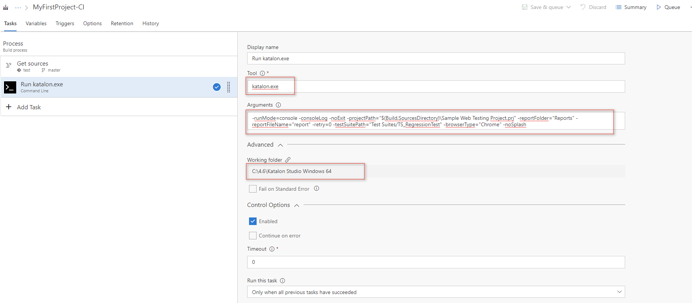 MyFirstProject-CI
Save & queue
Discard
Summary
Queue
Tasks Variables Triggers Options Retention History
Process
Build process
Get sources
test master
Run katalon.exe
Command Line
Add Task
Display name
Run katalon.exe
Tool *
katalon.exe
Arguments
-runMode=console -consoleLog -noExit -projectPath="$(Build.SourcesDirectory)\Sample Web Testing Project.prj" -reportFolder="Reports" -
reportFileName="report" -retry=0 -testSuitePath="Test Suites/TS_RegressionTest" -browserType="Chrome" -noSplash
Advanced
Working folder
C:\4.6\Katalon Studio Windows 64
Fail on Standard Error
Control Options
Enabled
Continue on error
Timeout *
0
Run this task
Only when all previous tasks have succeeded